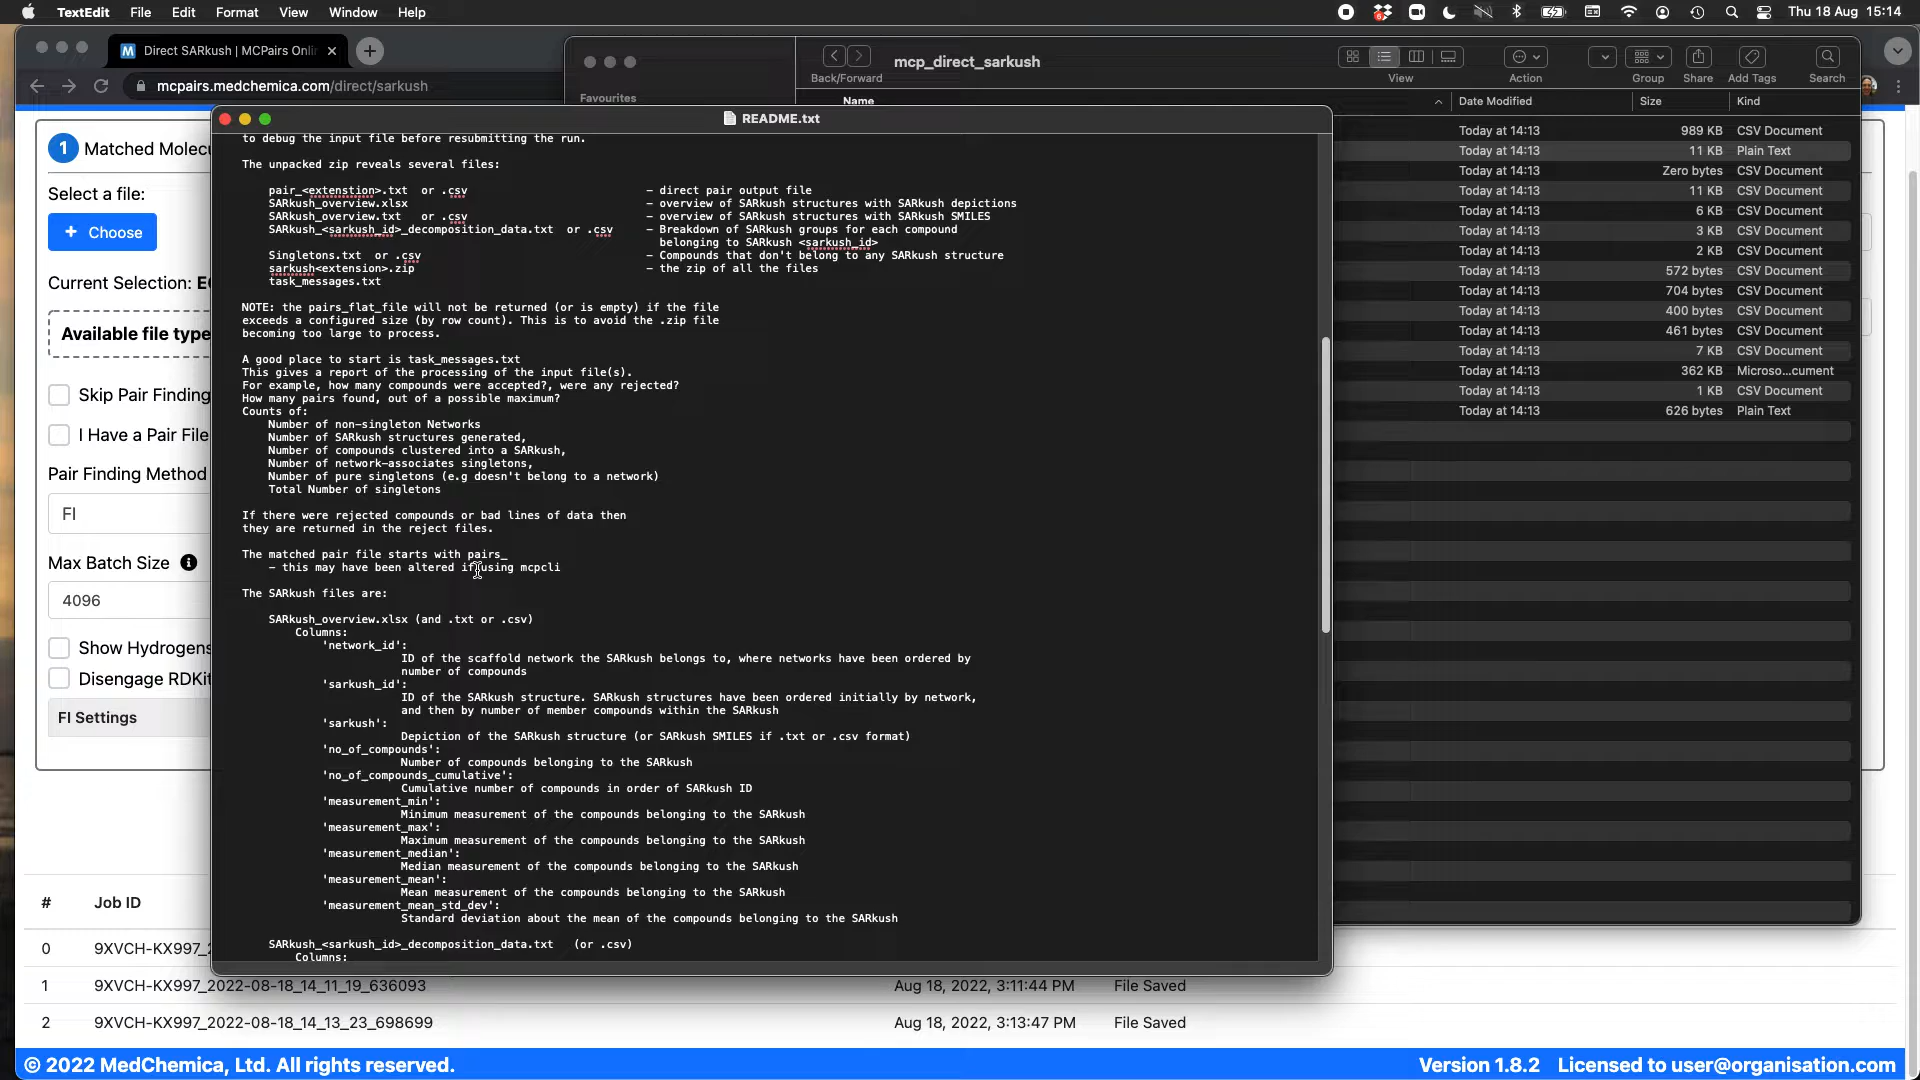 TextEdit File Edit Format View Window Help
6
Thu 18 Aug 15:14
Direct SARkush | MCPairs Onli
mcpairs.medchemica.com/direct/sarkush
mcp_direct_sarkush
Back/Forward
View
Action
Group
Share
Add Tags
Search
Favourites
Name
Date Modified
Size
Kind
Today at 14:13 989 KB CSV Document
Today at 14:13 11 KB Plain Text
Today at 14:13 Zero bytes CSV Document
Today at 14:13 11 KB CSV Document
Today at 14:13 6 KB CSV Document
Today at 14:13 3 KB CSV Document
Today at 14:13 2 KB CSV Document
Today at 14:13 572 bytes CSV Document
Today at 14:13 704 bytes CSV Document
Today at 14:13 400 bytes CSV Document
Today at 14:13 461 bytes CSV Document
Today at 14:13 7 KB CSV Document
Today at 14:13 362 KB Microso...cument
Today at 14:13 1 KB CSV Document
Today at 14:13 626 bytes Plain Text
1 Matched Molecu
Select a file:
+ Choose
Current Selection:
Available file type
Skip Pair Finding
I Have a Pair File
Pair Finding Method
FI
Max Batch Size
4096
Show Hydrogens
Disengage RDKit
FI Settings
README.txt
to debug the input file before resubmitting the run.
The unpacked zip reveals several files:
pair_<extenstion>.txt or .csv – direct pair output file
SARkush_overview.xlsx – overview of SARkush structures with SARkush depictions
SARkush_overview.txt or .csv – overview of SARkush structures with SARkush SMILES
SARkush_<sarkush_id>_decomposition_data.txt or .csv – Breakdown of SARkush groups for each compound
belonging to SARkush <sarkush_id>
Singletons.txt or .csv – Compounds that don't belong to any SARkush structure
sarkush<extension>.zip – the zip of all the files
task_messages.txt
NOTE: the pairs_flat_file will not be returned (or is empty) if the file
exceeds a configured size (by row count). This is to avoid the .zip file
becoming too large to process.
A good place to start is task_messages.txt
This gives a report of the processing of the input file(s).
For example, how many compounds were accepted?, were any rejected?
How many pairs found, out of a possible maximum?
Counts of:
Number of non-singleton Networks
Number of SARkush structures generated,
Number of compounds clustered into a SARkush,
Number of network-associates singletons,
Number of pure singletons (e.g doesn't belong to a network)
Total Number of singletons
If there were rejected compounds or bad lines of data then
they are returned in the reject files.
The matched pair file starts with pairs_
– this may have been altered if using mcpcli
The SARkush files are:
SARkush_overview.xlsx (and .txt or .csv)
Columns:
'network_id':
ID of the scaffold network the SARkush belongs to, where networks have been ordered by
number of compounds
'sarkush_id':
ID of the SARkush structure. SARkush structures have been ordered initially by network,
and then by number of member compounds within the SARkush
'sarkush':
Depiction of the SARkush structure (or SARkush SMILES if .txt or .csv format)
'no_of_compounds':
Number of compounds belonging to the SARkush
'no_of_compounds_cumulative':
Cumulative number of compounds in order of SARkush ID
'measurement_min':
Minimum measurement of the compounds belonging to the SARkush
'measurement_max':
Maximum measurement of the compounds belonging to the SARkush
'measurement_median':
Median measurement of the compounds belonging to the SARkush
'measurement_mean':
Mean measurement of the compounds belonging to the SARkush
'measurement_mean_std_dev':
Standard deviation about the mean of the compounds belonging to the SARkush
SARkush_<sarkush_id>_decomposition_data.txt (or .csv)
Columns:
# Job ID
0 9XVCH-KX997_2
1 9XVCH-KX997_2022-08-18_14_11_19_636093 Aug 18, 2022, 3:11:44 PM File Saved
2 9XVCH-KX997_2022-08-18_14_13_23_698699 Aug 18, 2022, 3:13:47 PM File Saved
© 2022 MedChemica, Ltd. All rights reserved.
Version 1.8.2 Licensed to user@organisation.com